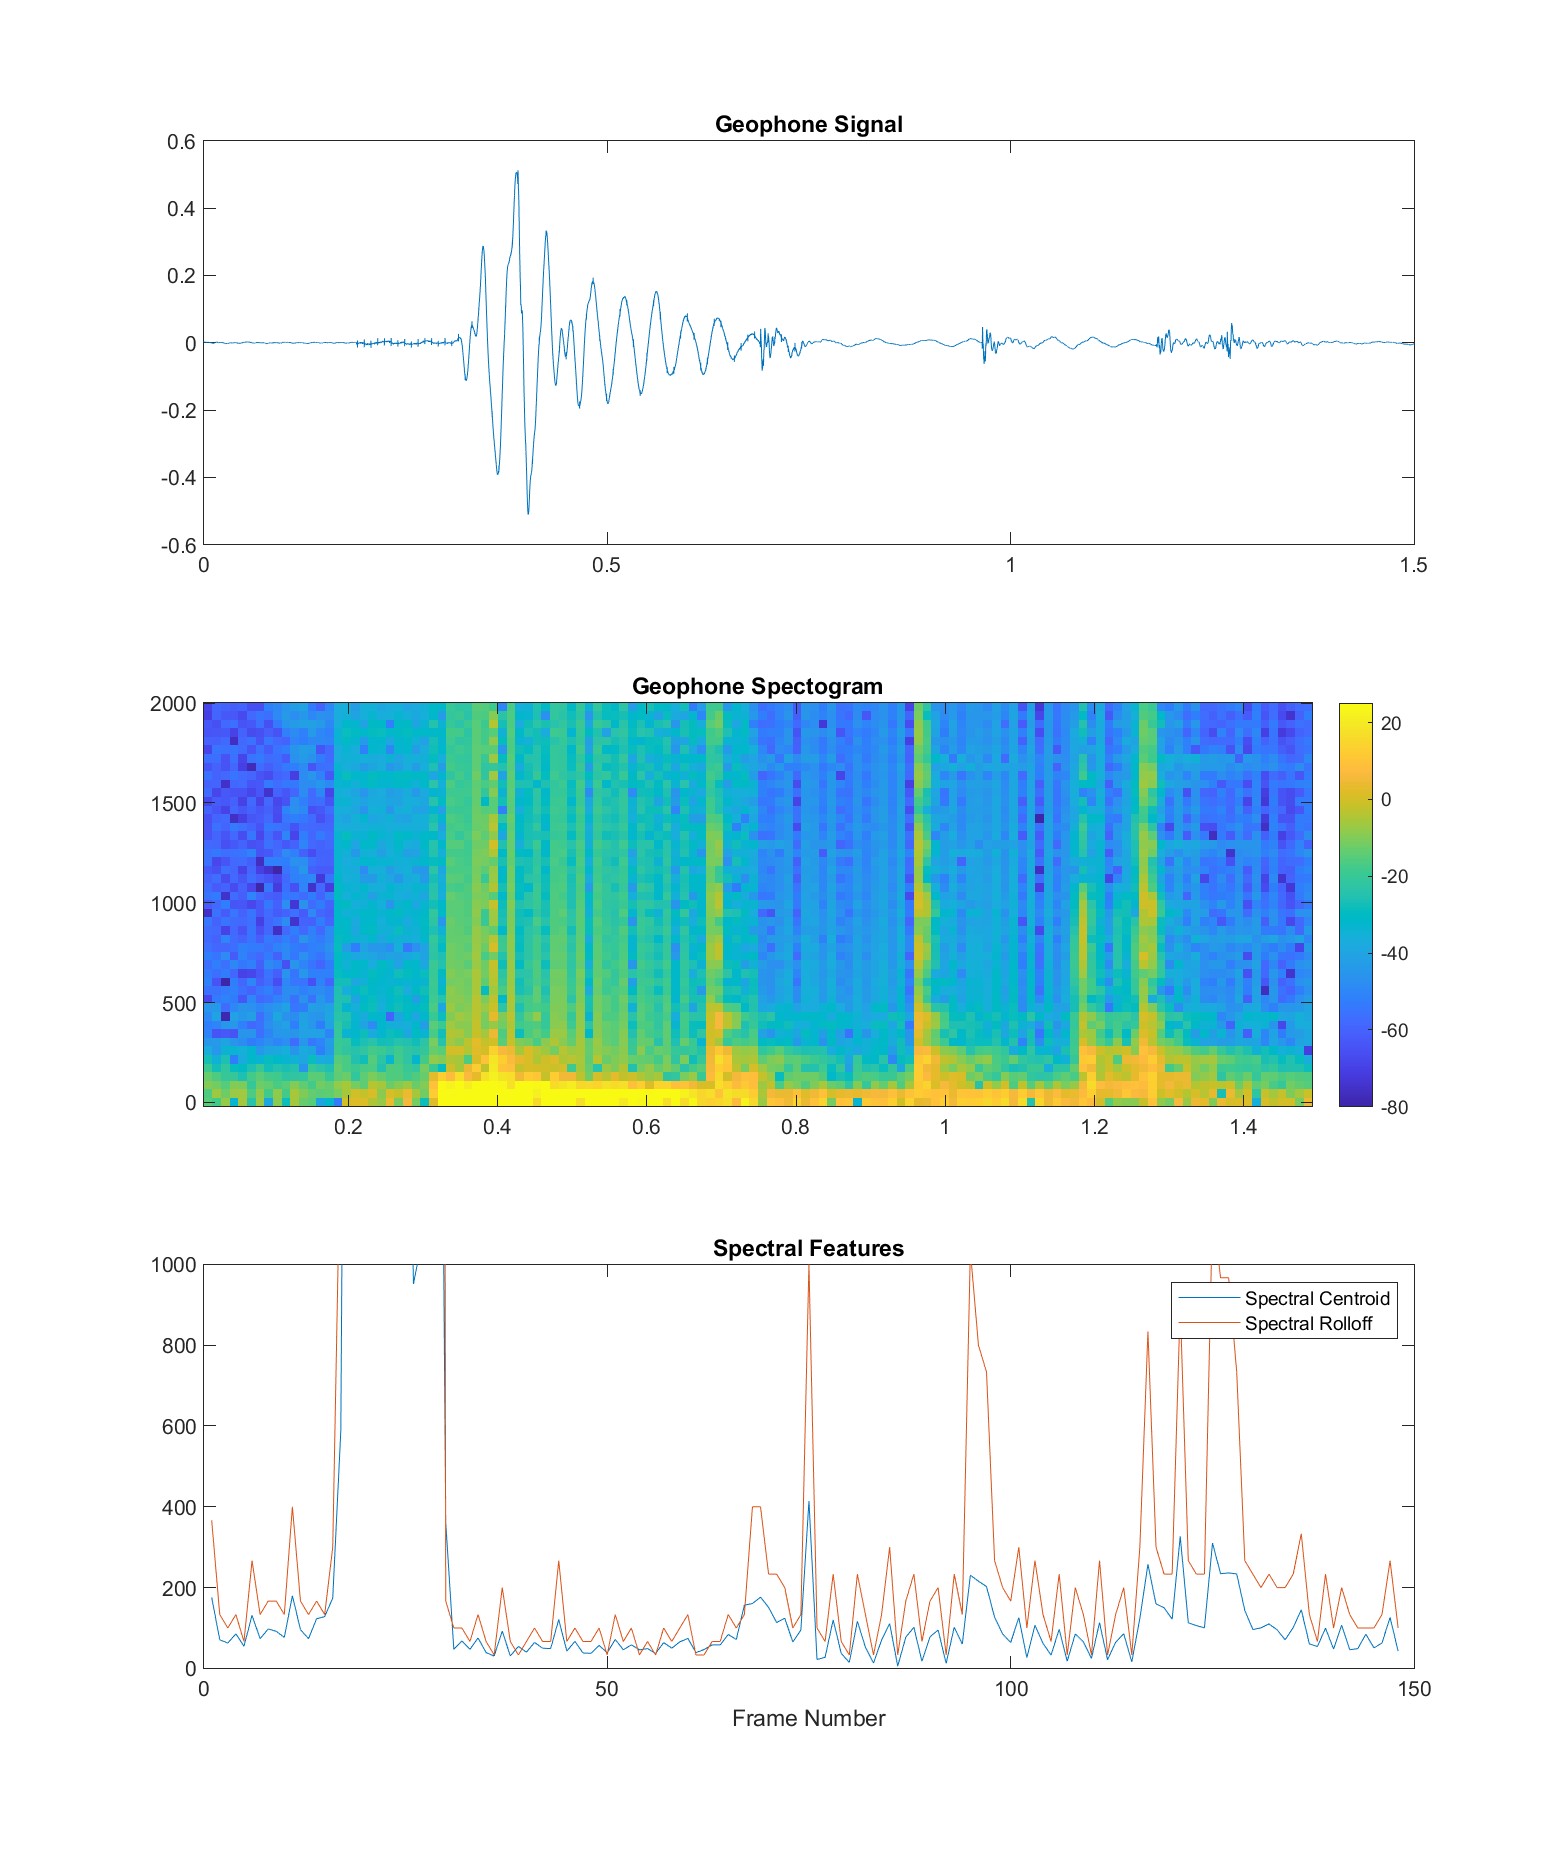 Geophone Signal
0.6
0.4
0.2
0
-0.2
-0.4
-0.6
0 0.5 1 1.5
Geophone Spectogram
2000
1500
1000
500
0
20
0
-20
-40
-60
-80
0.2 0.4 0.6 0.8 1 1.2 1.4
Spectral Features
1000
800
600
400
200
0
Spectral Centroid
Spectral Rolloff
0 50 100 150
Frame Number